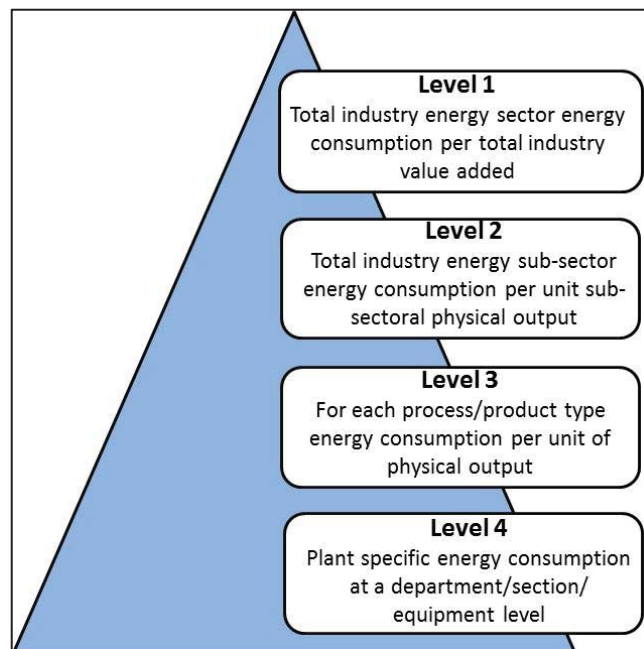 Level 1
Total industry energy sector energy
consumption per total industry
value added
Level 2
Total industry energy sub-sector
energy consumption per unit sub-
sectoral physical output
Level 3
For each process/product type
energy consumption per unit of
physical output
Level 4
Plant specific energy consumption
at a department/section/
equipment level